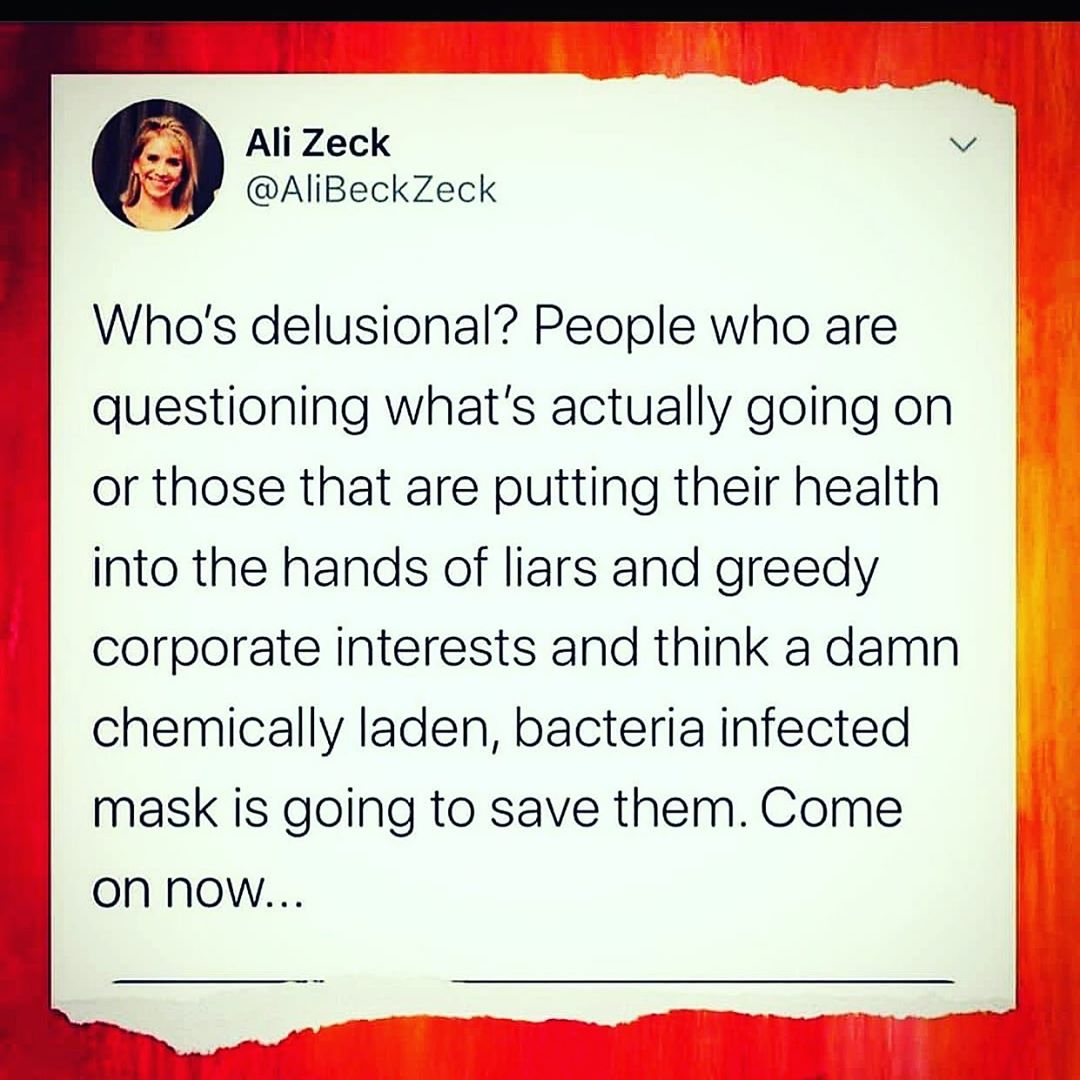 Ali Zeck
@AliBeckZeck
Who's delusional? People who are
questioning what's actually going on
or those that are putting their health
into the hands of liars and greedy
corporate interests and think a damn
chemically laden, bacteria infected
mask is going to save them. Come
on now...